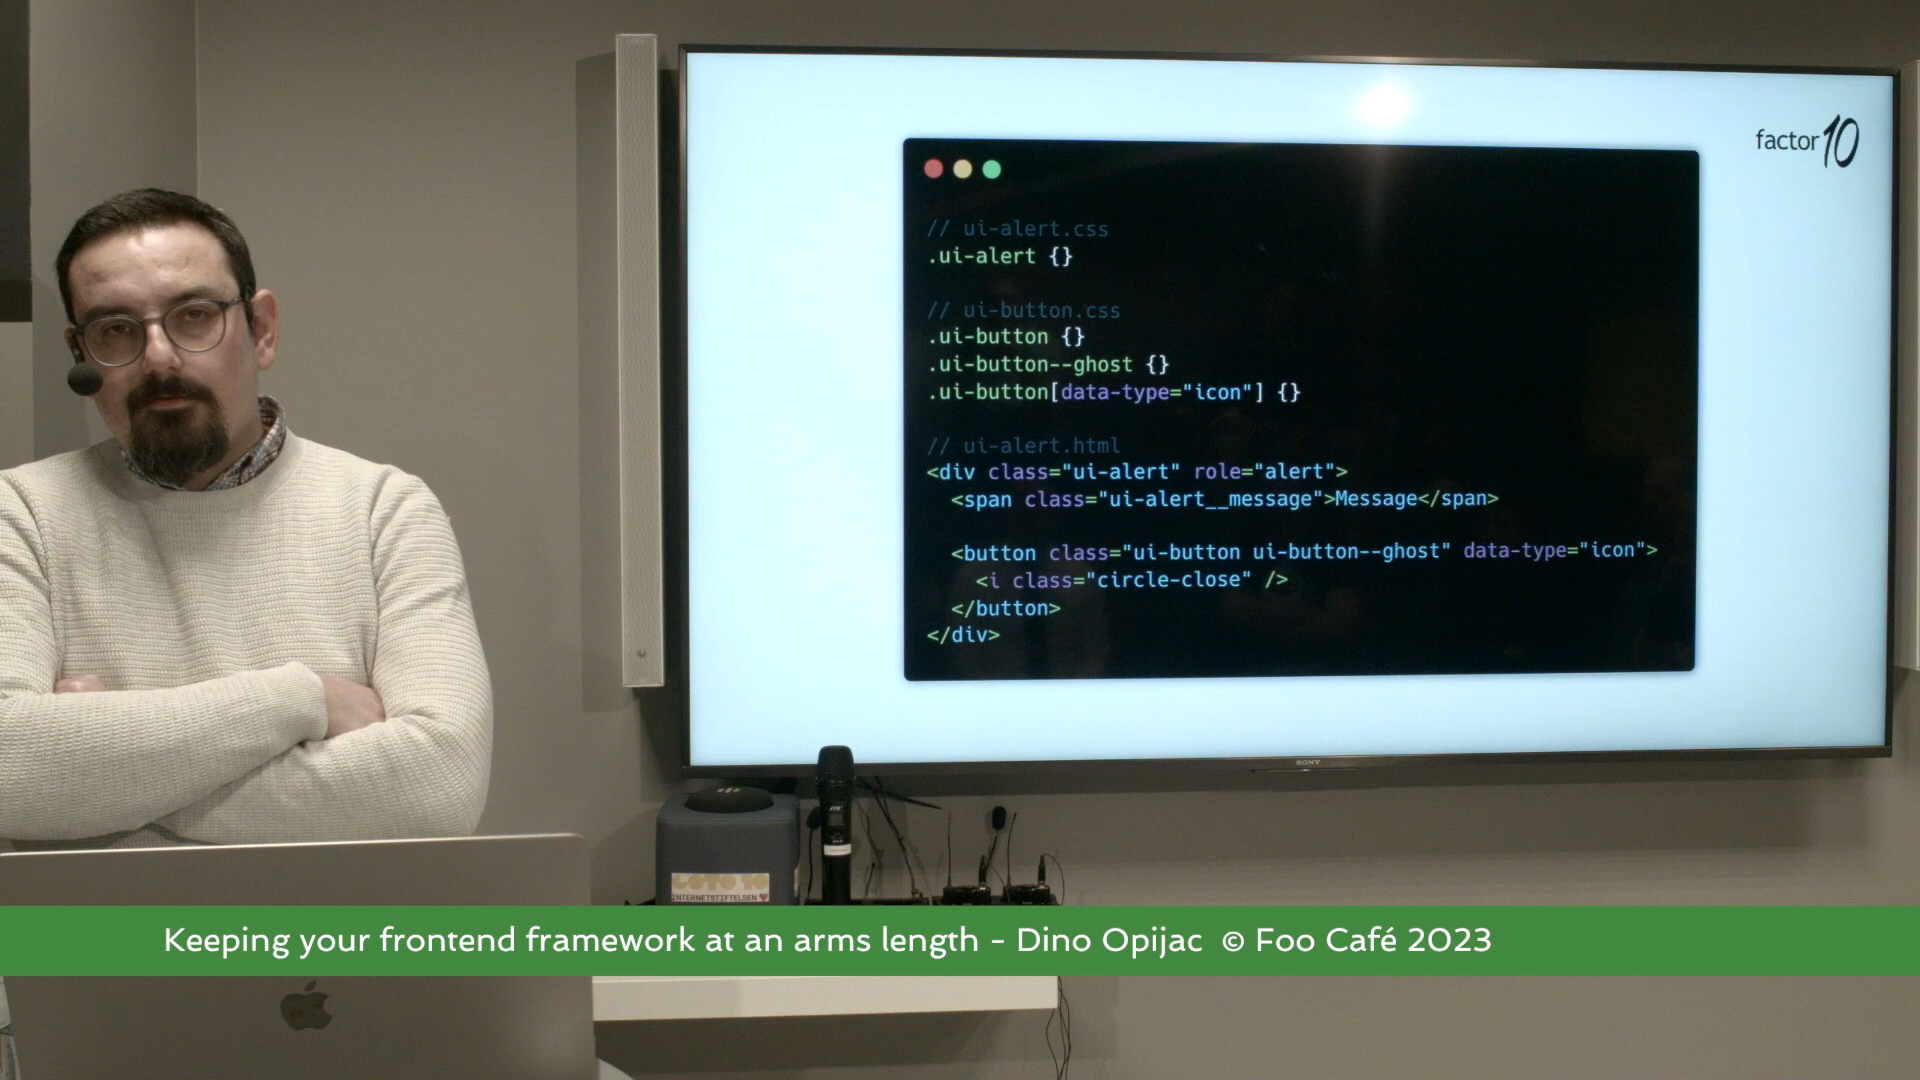 factor10
// ui-alert.css
.ui-alert {}
// ui-button.css
.ui-button {}
.ui-button--ghost {}
.ui-button[data-type="icon"] {}
// ui-alert.html
<div class="ui-alert" role="alert">
<span class="ui-alert__message">Message</span>
<button class="ui-button ui-button--ghost" data-type="icon">
<i class="circle-close" />
</button>
</div>
SONY
INTERNETSTIFTELSEN
Keeping your frontend framework at an arms length - Dino Opijac © Foo Café 2023